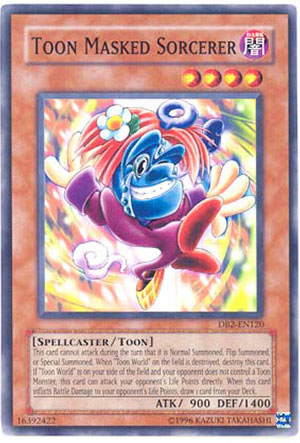 TOON MASKED SORCERER
DARK
闇
DB2-EN120
[SPELLCASTER/TOON]
This card cannot attack during the turn that it is Normal Summoned, Flip Summoned,
or Special Summoned. When "Toon World" on the field is destroyed, destroy this card.
If "Toon World" is on your side of the field and your opponent does not control a Toon
Monster, this card can attack your opponent's Life Points directly. When this card
inflicts Battle Damage to your opponent's Life Points, draw 1 card from your Deck.
ATK/ 900 DEF/1400
16392422
©1996 KAZUKI TAKAHASHI